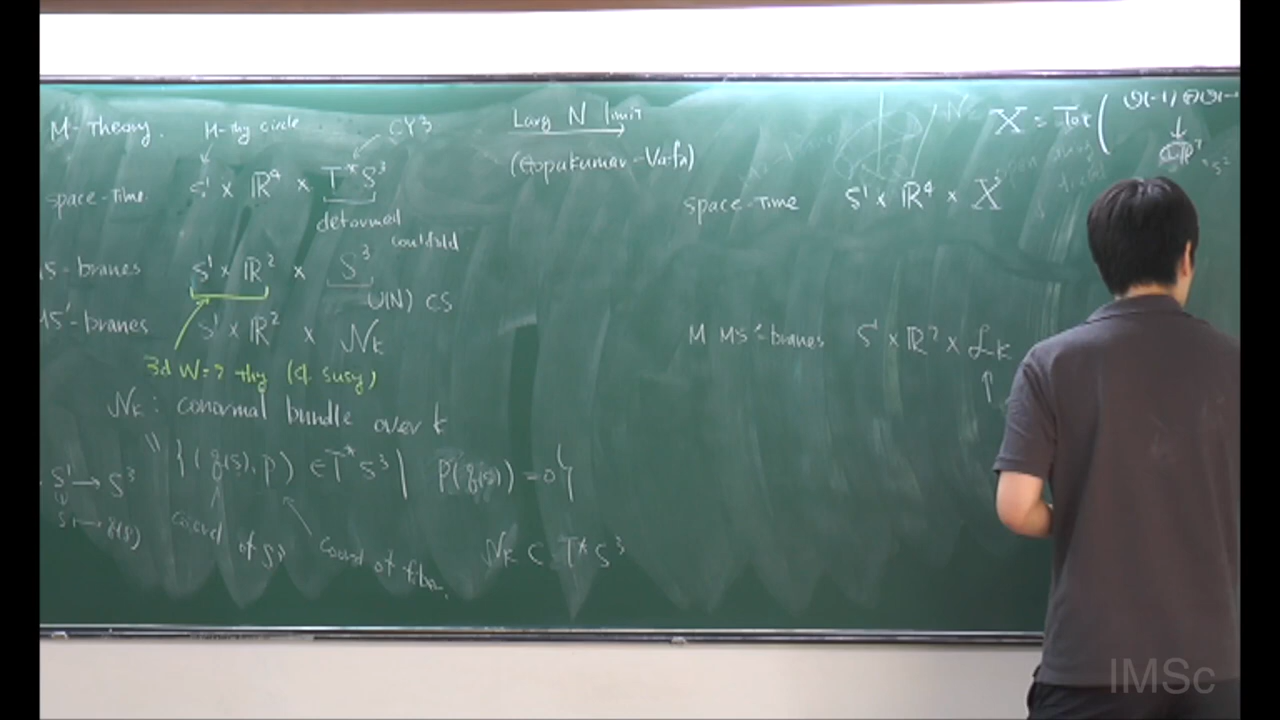 M-Theory.
M-thy circle
CY3
space-Time
S¹ × ℝ⁴ × T*S³
deformed
conifold
M5-branes
S¹ × ℝ² × S³
U(N) CS
M5'-branes
S¹ × ℝ² × N_K
3d N=2 thy (4 susy)
N_K : conormal bundle over K
" { (q(s), p) ∈ T*S³ | p(q̇(s)) = 0 }
S¹ → S³
s ↦ q(s)
coord of S³
coord of fiber.
N_K ⊂ T*S³
Larg N limit
(Gopakumar-Vafa)
X = Tot( O(-1) ⊕ O(-
↓
S²
space-Time
S¹ × ℝ⁴ × X
M M5'-branes
S¹ × ℝ² × L_K
↑
IMSc